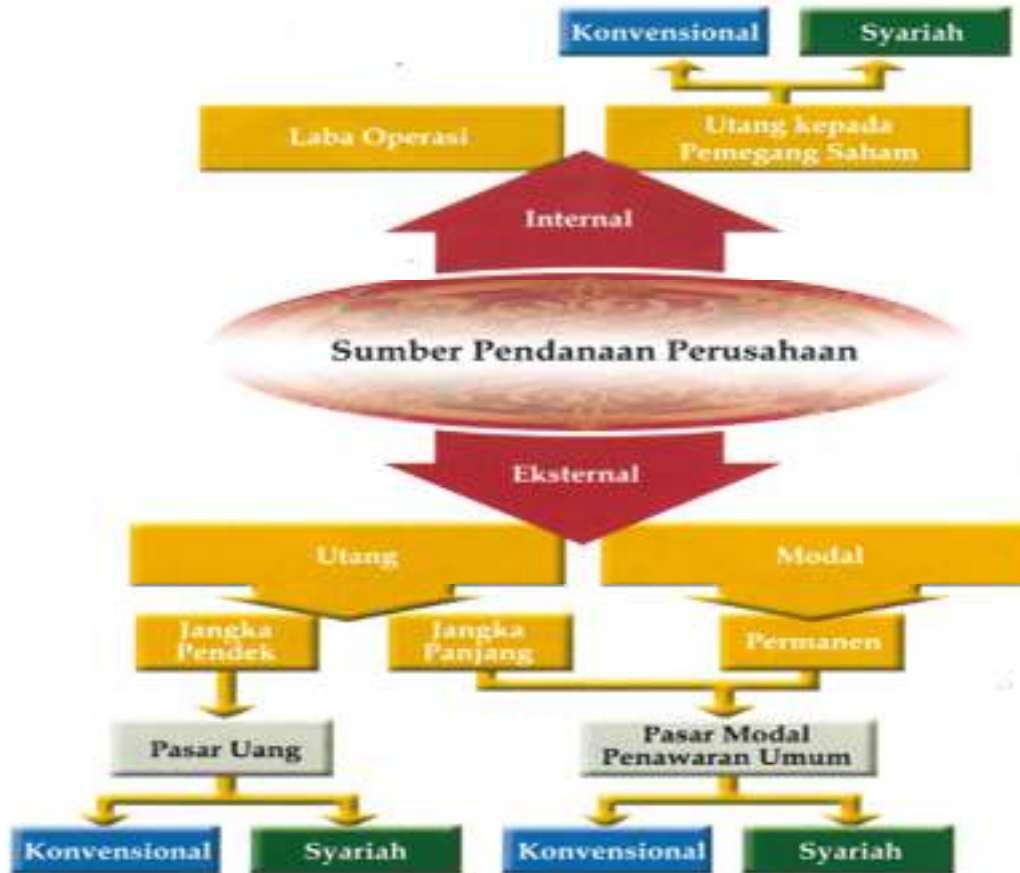 Konvensional
Syariah
Laba Operasi
Utang kepada
Pemegang Saham
Internal
Sumber Pendanaan Perusahaan
Eksternal
Utang
Modal
Jangka
Pendek
Jangka
Panjang
Permanen
Pasar Uang
Pasar Modal
Penawaran Umum
Konvensional
Syariah
Konvensional
Syariah